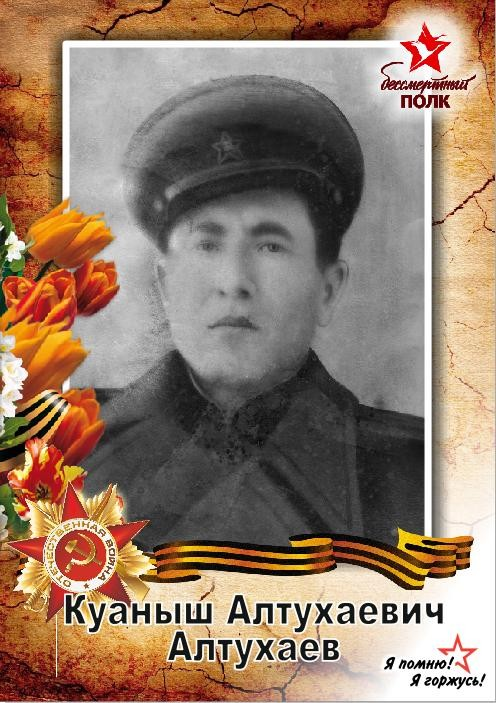 бессмертный
ПОЛК
ОТЕЧЕСТВЕННАЯ ВОЙНА
Куаныш Алтухаевич
Алтухаев
Я помню!
Я горжусь!